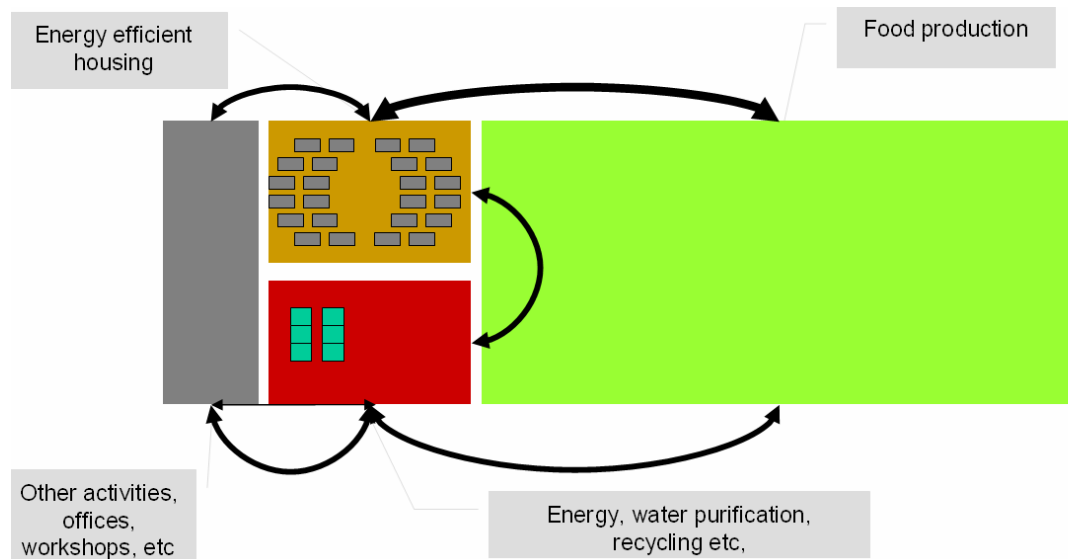 Energy efficient
housing
Food production
Other activities,
offices,
workshops, etc
Energy, water purification,
recycling etc,